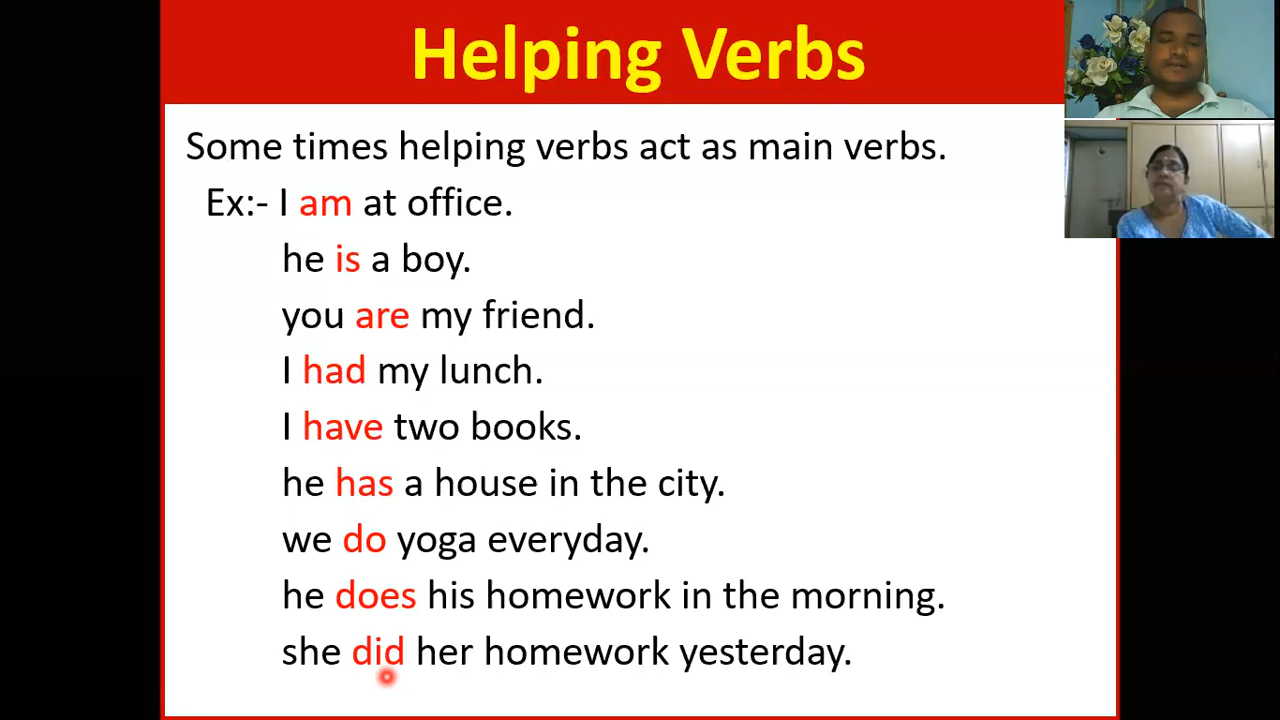 Helping Verbs
Some times helping verbs act as main verbs.
Ex:- I am at office.
he is a boy.
you are my friend.
I had my lunch.
I have two books.
he has a house in the city.
we do yoga everyday.
he does his homework in the morning.
she did her homework yesterday.